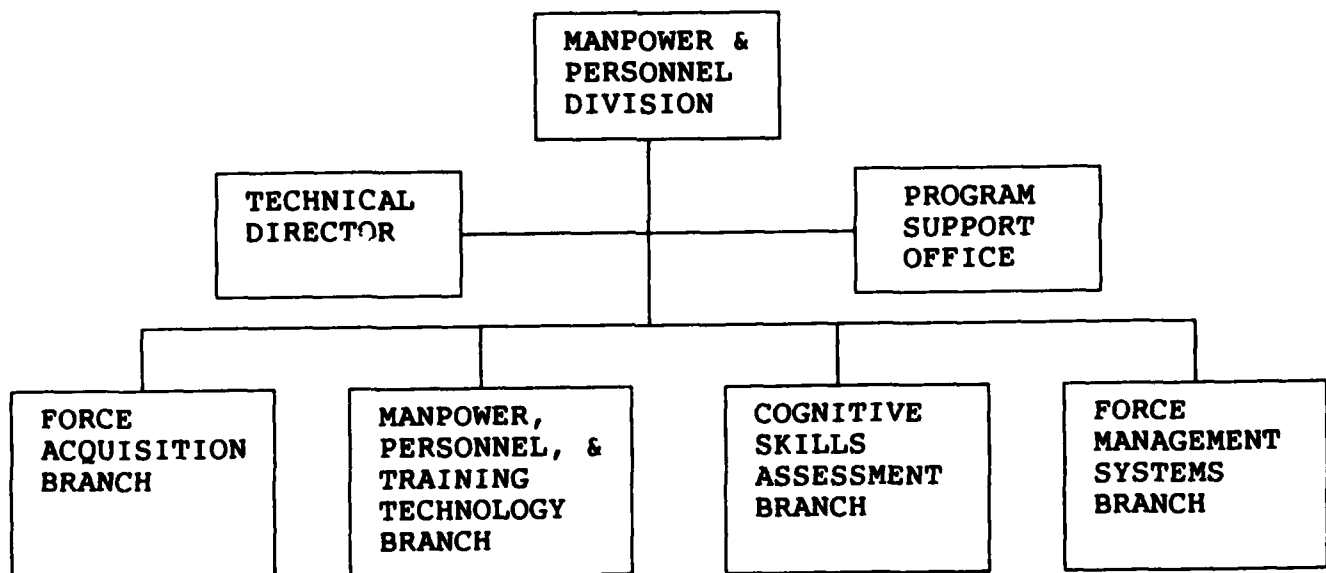 MANPOWER &
PERSONNEL
DIVISION
TECHNICAL
DIRECTOR
PROGRAM
SUPPORT
OFFICE
FORCE
ACQUISITION
BRANCH
MANPOWER,
PERSONNEL, &
TRAINING
TECHNOLOGY
BRANCH
COGNITIVE
SKILLS
ASSESSMENT
BRANCH
FORCE
MANAGEMENT
SYSTEMS
BRANCH